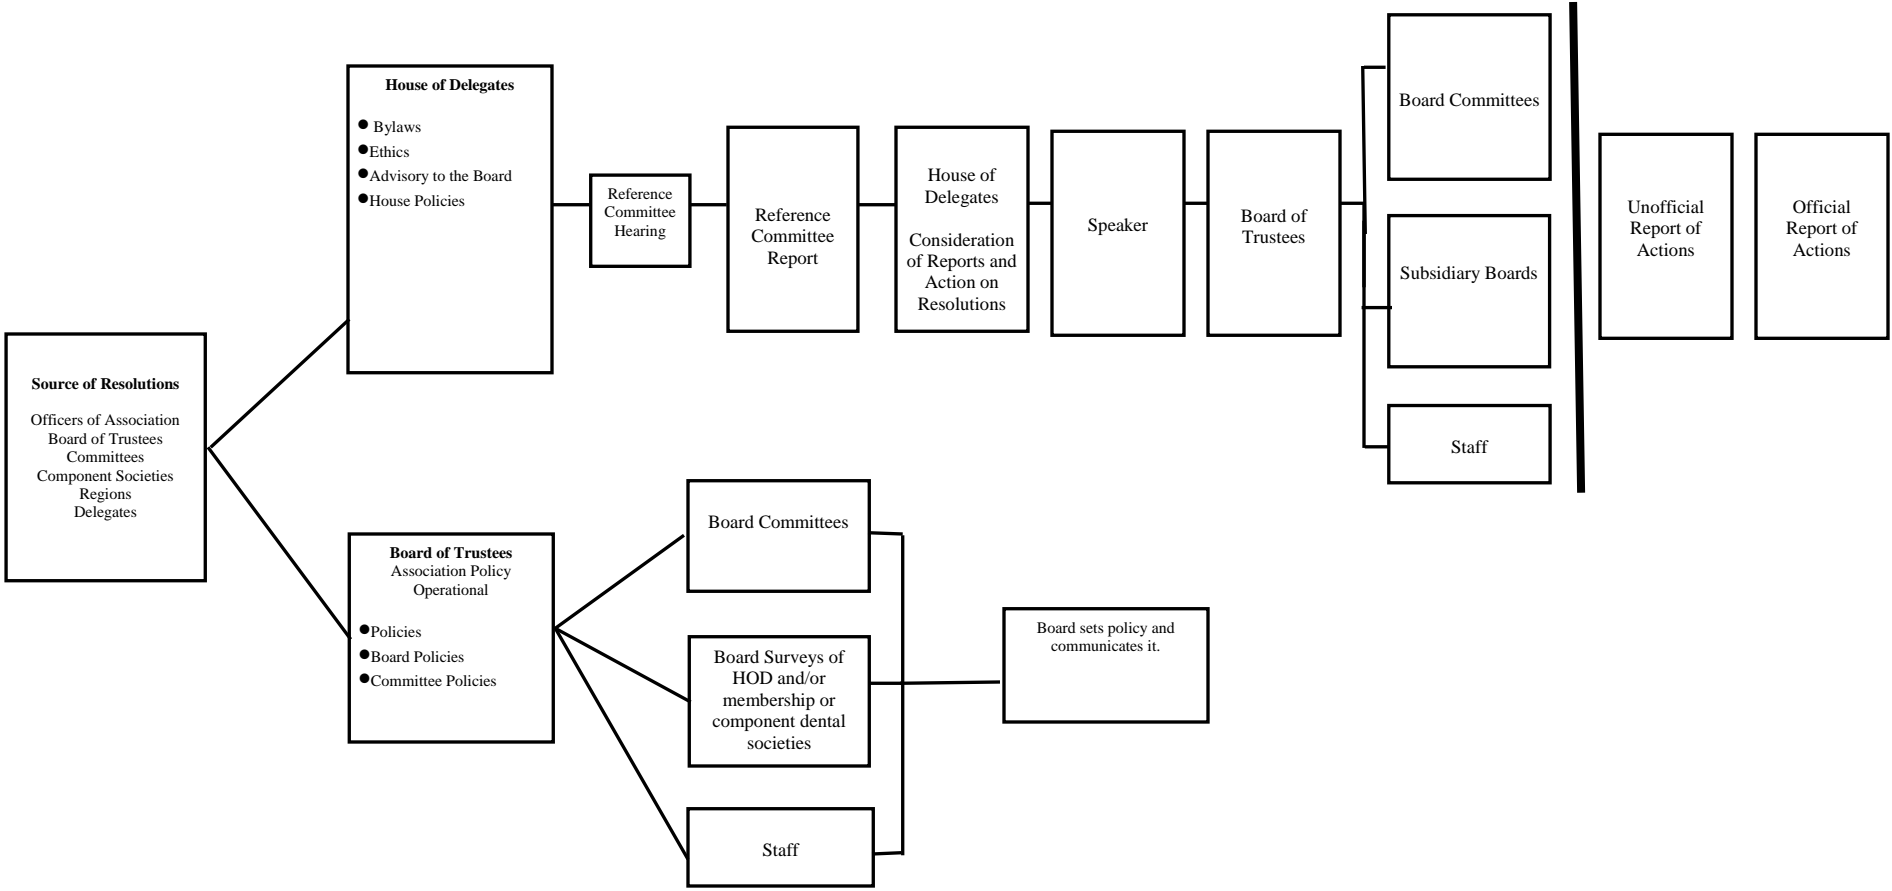 Source of Resolutions
Officers of Association
Board of Trustees
Committees
Component Societies
Regions
Delegates
House of Delegates
● Bylaws
●Ethics
●Advisory to the Board
●House Policies
Reference
Committee
Hearing
Reference
Committee
Report
House of
Delegates
Consideration
of Reports and
Action on
Resolutions
Speaker
Board of
Trustees
Board Committees
Subsidiary Boards
Staff
Unofficial
Report of
Actions
Official
Report of
Actions
Board of Trustees
Association Policy
Operational
●Policies
●Board Policies
●Committee Policies
Board Committees
Board Surveys of
HOD and/or
membership or
component dental
societies
Staff
Board sets policy and
communicates it.